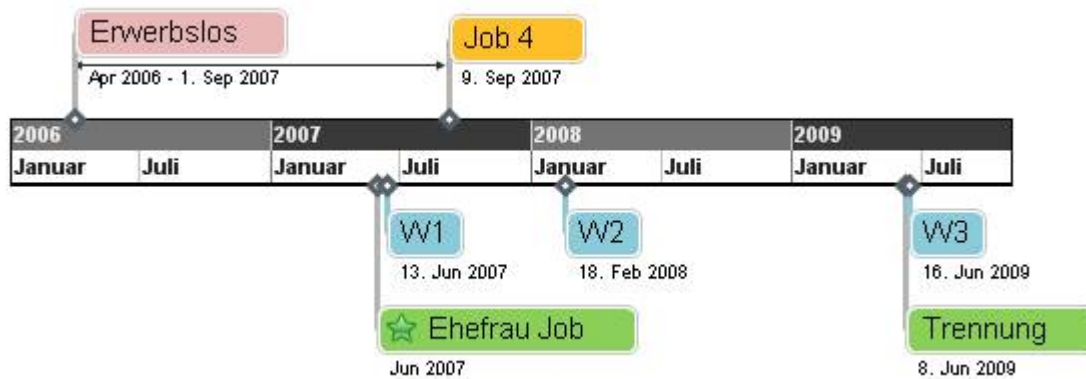 Erwerbslos
Apr 2006 - 1. Sep 2007
Job 4
9. Sep 2007
2006 2007 2008 2009
Januar Juli Januar Juli Januar Juli Januar Juli
W1
13. Jun 2007
W2
18. Feb 2008
W3
16. Jun 2009
Ehefrau Job
Jun 2007
Trennung
8. Jun 2009